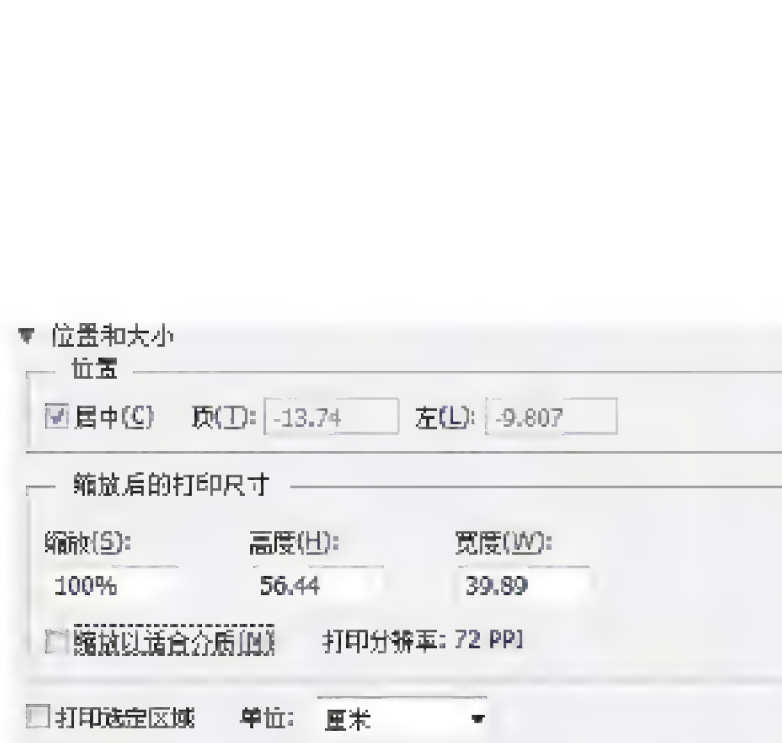 位置和大小
位置
居中(C) 顶(T): -13.74 左(L): -9.807
缩放后的打印尺寸
缩放(S): 高度(H): 宽度(W):
100% 56.44 39.89
缩放以适合介质(M) 打印分辨率: 72 PPI
打印选定区域 单位: 厘米